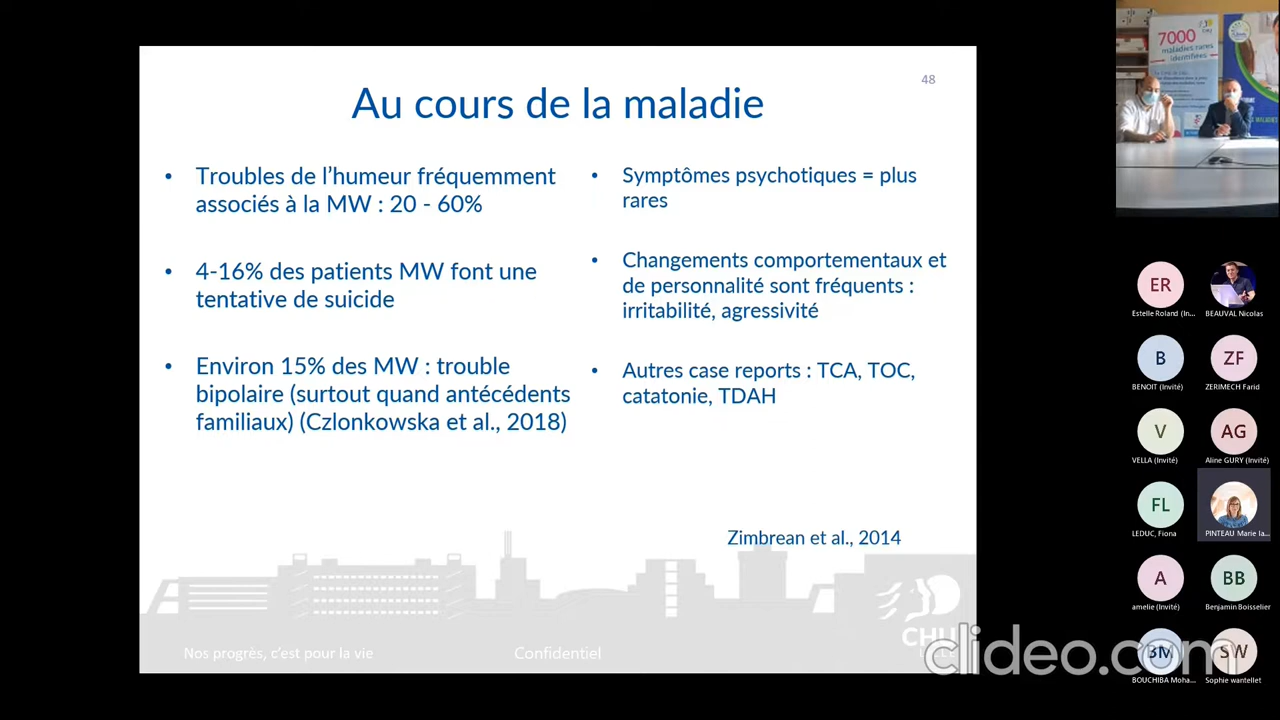 48
Au cours de la maladie
• Troubles de l’humeur fréquemment
associés à la MW : 20 - 60%
• 4-16% des patients MW font une
tentative de suicide
• Environ 15% des MW : trouble
bipolaire (surtout quand antécédents
familiaux) (Czlonkowska et al., 2018)
• Symptômes psychotiques = plus
rares
• Changements comportementaux et
de personnalité sont fréquents :
irritabilité, agressivité
• Autres case reports : TCA, TOC,
catatonie, TDAH
Zimbrean et al., 2014
Nos progrès, c'est pour la vie
Confidentiel
CHU
clideo.com
7000
maladies rares
identifiées
ER
Estelle Roland (In...
BEAUVAL Nicolas
B
BENOIT (Invité)
ZF
ZERIMECH Farid
V
VELLA (Invité)
AG
Aline GURY (Invité)
FL
LEDUC, Fiona
PINTEAU Marie Ia...
A
amelie (Invité)
BB
Benjamin Boisselier
BM
BOUCHIBA Moha...
SW
Sophie wantellet